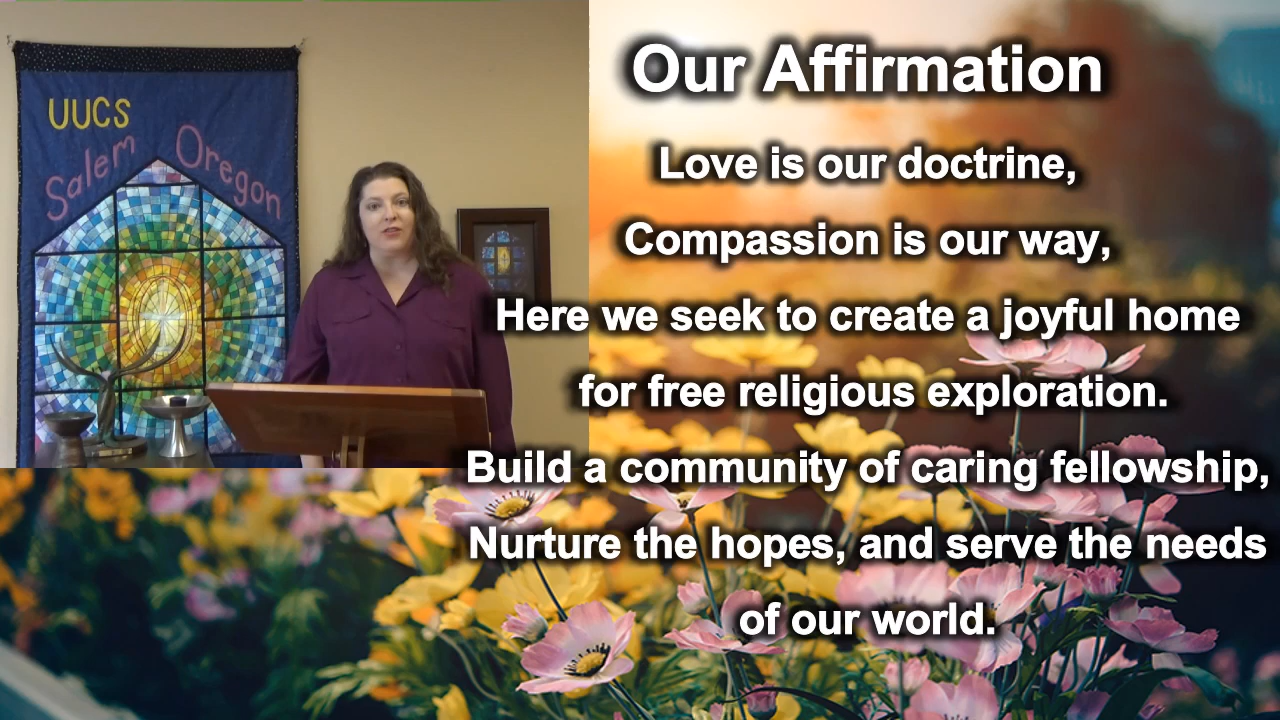 UUCS
Salem Oregon
Our Affirmation
Love is our doctrine,
Compassion is our way,
Here we seek to create a joyful home
for free religious exploration.
Build a community of caring fellowship,
Nurture the hopes, and serve the needs
of our world.